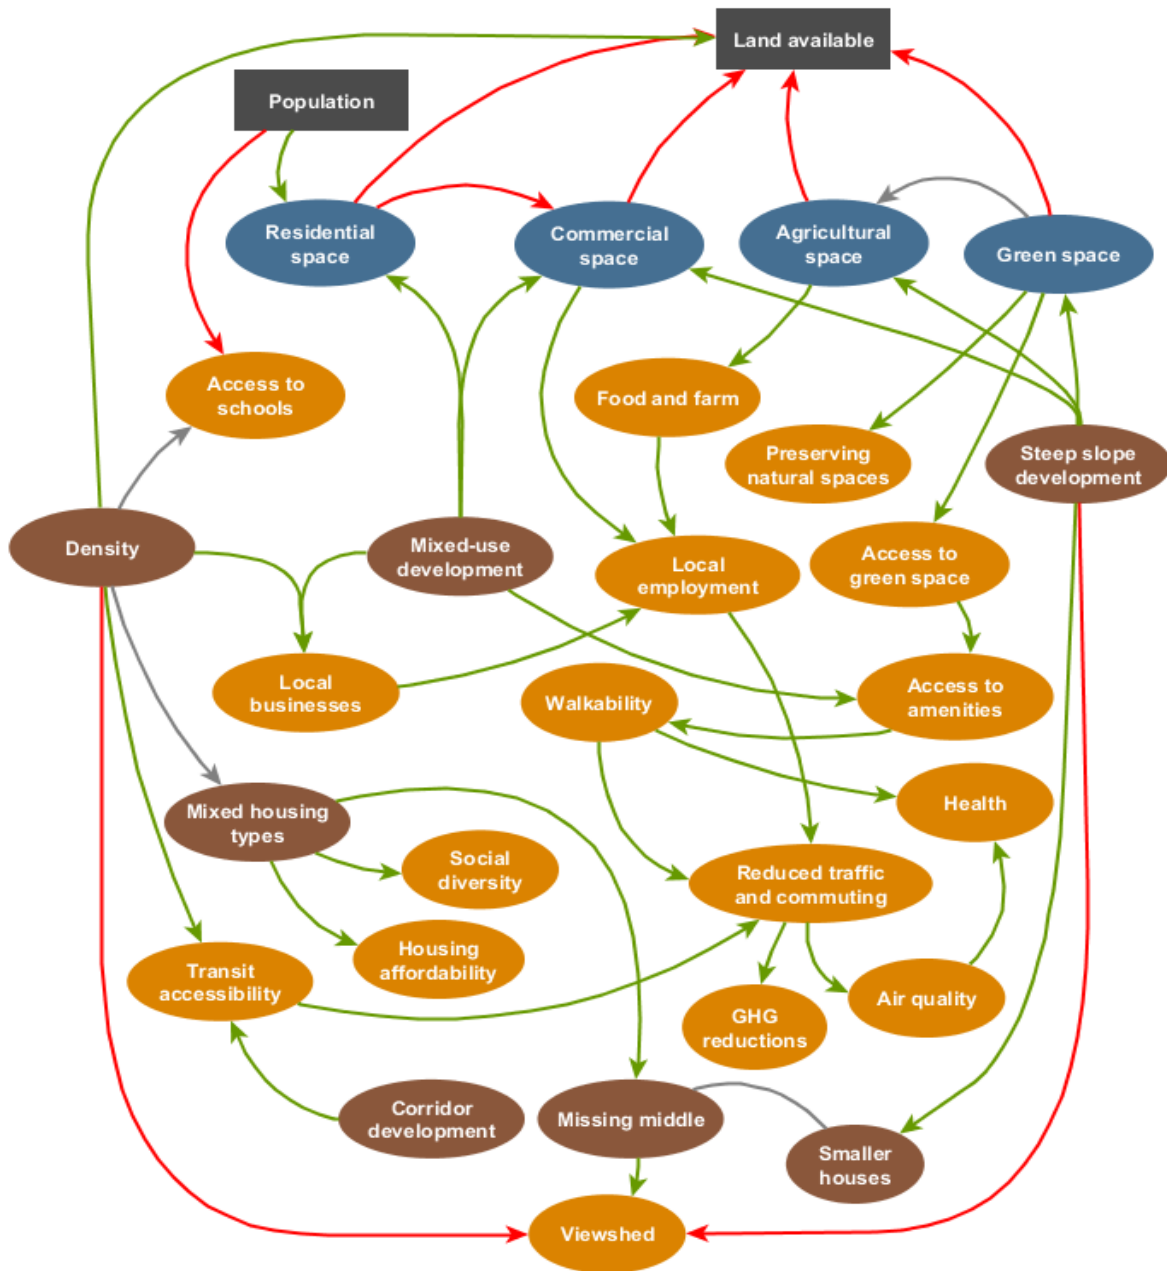 Land available
Population
Residential
space
Commercial
space
Agricultural
space
Green space
Access to
schools
Food and farm
Preserving
natural spaces
Steep slope
development
Density
Mixed-use
development
Local
employment
Access to
green space
Local
businesses
Walkability
Access to
amenities
Health
Mixed housing
types
Social
diversity
Reduced traffic
and commuting
Housing
affordability
Transit
accessibility
Air quality
GHG
reductions
Corridor
development
Missing middle
Smaller
houses
Viewshed